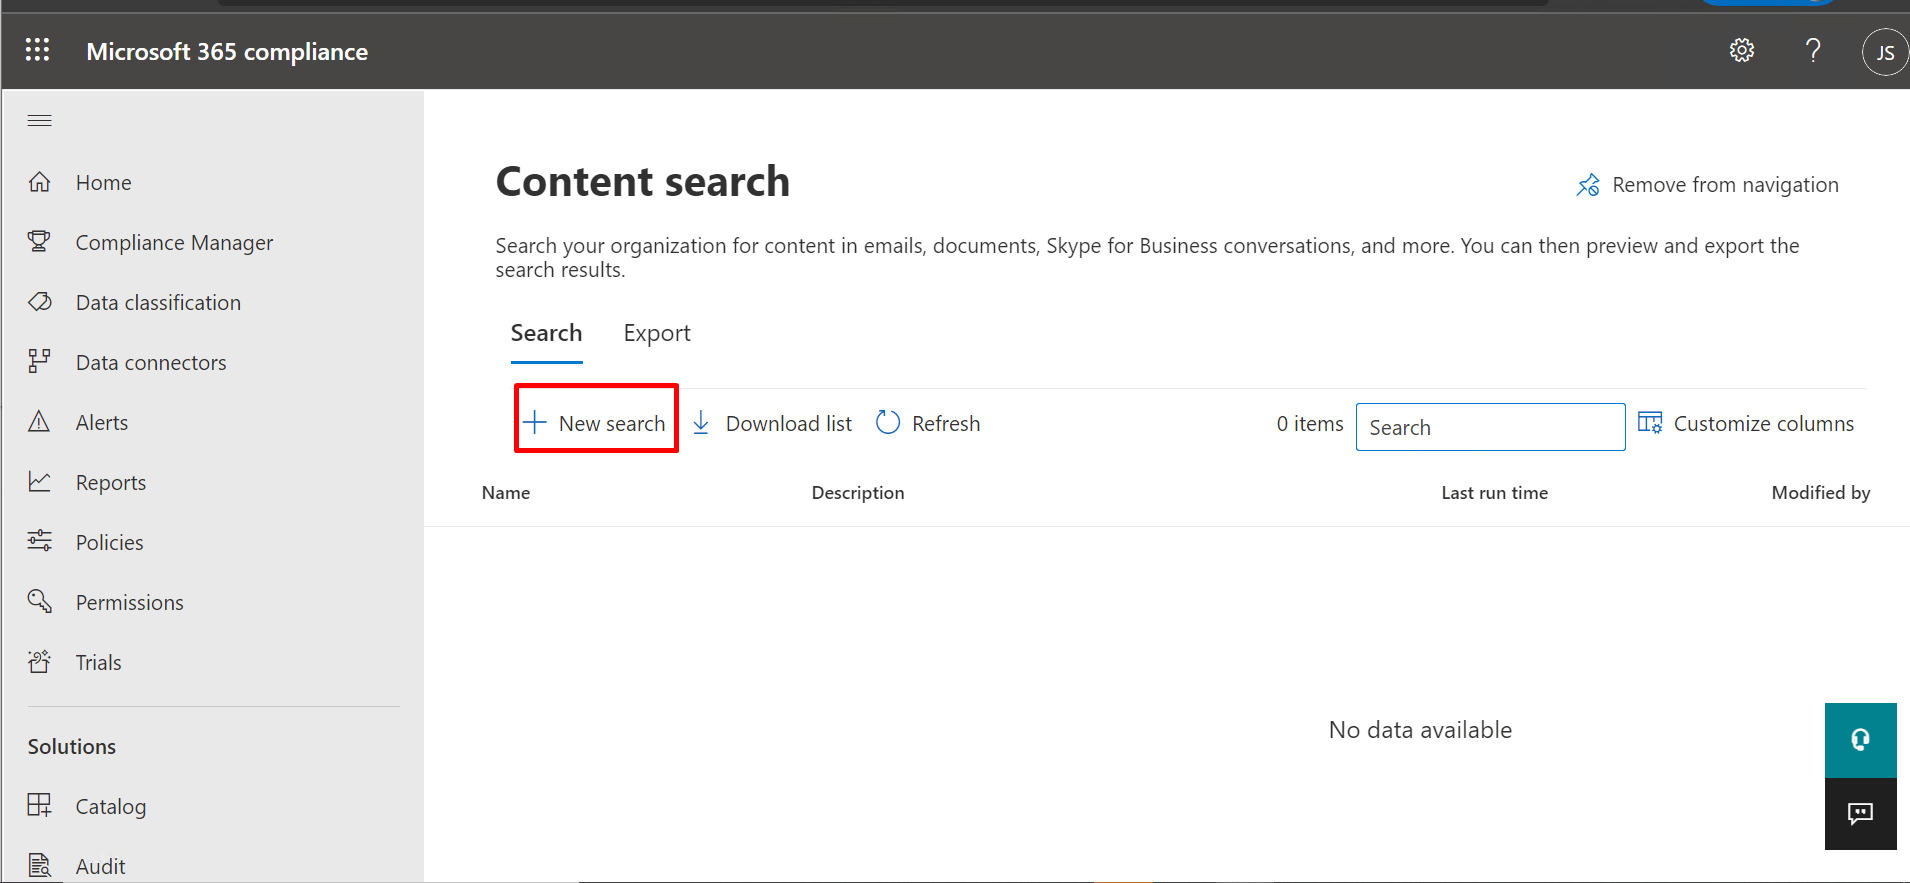 Microsoft 365 compliance
JS
Home
Compliance Manager
Data classification
Data connectors
Alerts
Reports
Policies
Permissions
Trials
Solutions
Catalog
Audit
Content search
Remove from navigation
Search your organization for content in emails, documents, Skype for Business conversations, and more. You can then preview and export the
search results.
Search Export
New search Download list Refresh 0 items Search Customize columns
Name Description Last run time Modified by
No data available